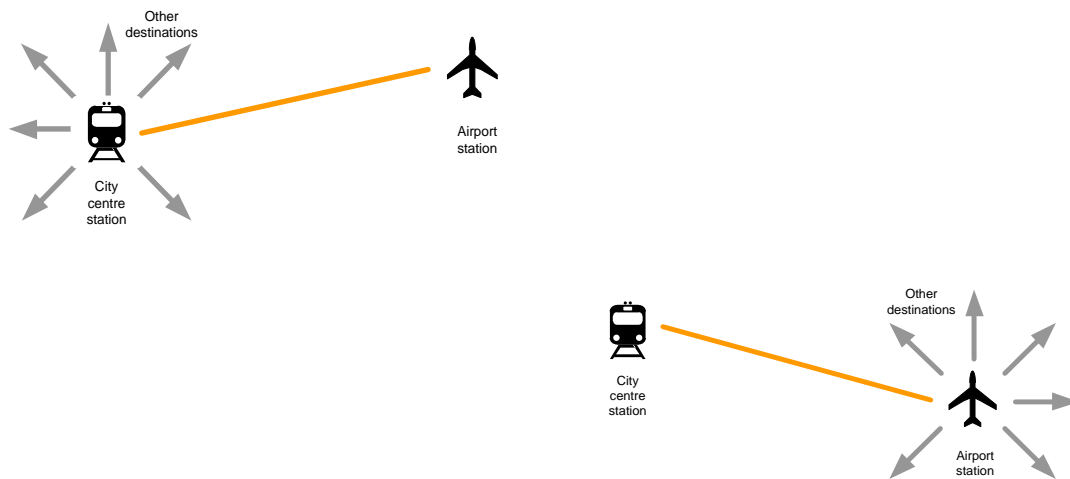 Other
destinations
Airport
station
City
centre
station
Other
destinations
City
centre
station
Airport
station